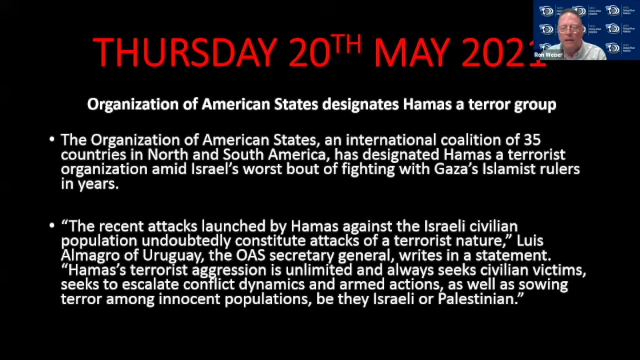 THURSDAY 20TH MAY 2021
Ron Weiser
Organization of American States designates Hamas a terror group
• The Organization of American States, an international coalition of 35
countries in North and South America, has designated Hamas a terrorist
organization amid Israel's worst bout of fighting with Gaza's Islamist rulers
in years.
• “The recent attacks launched by Hamas against the Israeli civilian
population undoubtedly constitute attacks of a terrorist nature,” Luis
Almagro of Uruguay, the OAS secretary general, writes in a statement.
“Hamas's terrorist aggression is unlimited and always seeks civilian victims,
seeks to escalate conflict dynamics and armed actions, as well as sowing
terror among innocent populations, be they Israeli or Palestinian.”